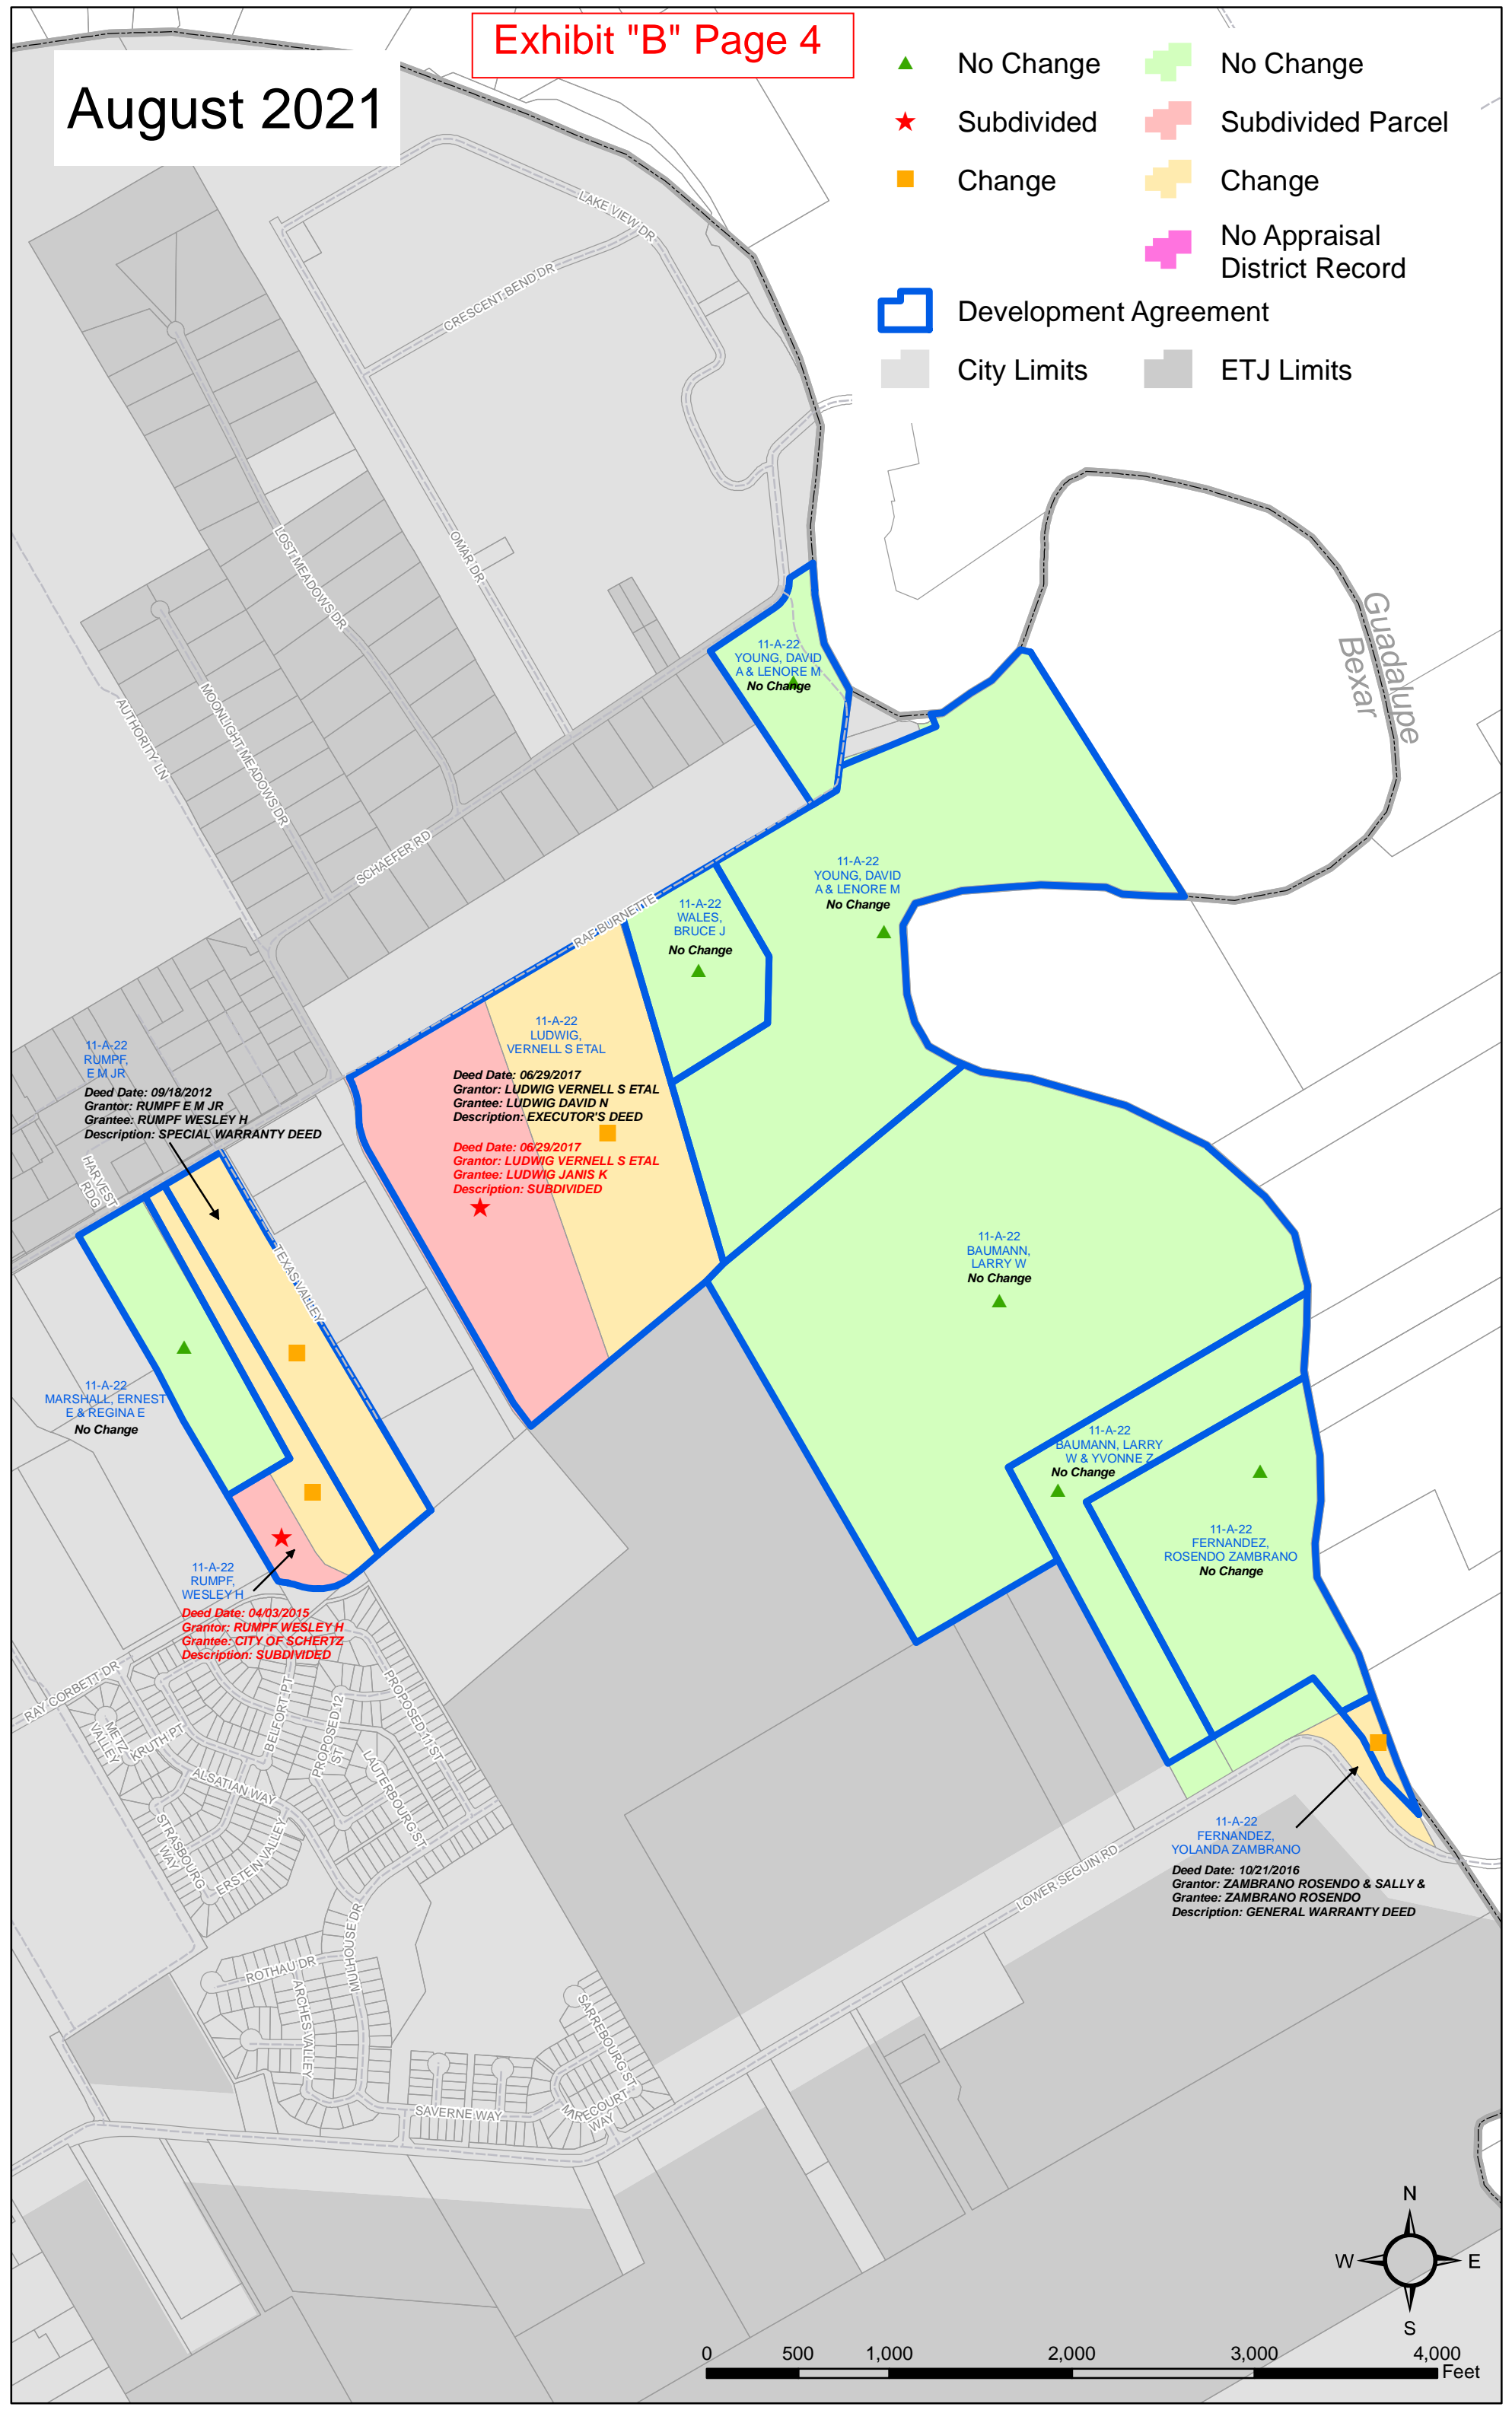 Exhibit "B" Page 4
August 2021
No Change
No Change
Subdivided
Subdivided Parcel
Change
Change
No Appraisal
District Record
Development Agreement
City Limits
ETJ Limits
LAKE VIEW DR
CRESCENT BEND DR
OMAR DR
LOST MEADOWS DR
MOONLIGHT MEADOWS DR
AUTHORITY LN
SCHAEFER RD
RAF BURNETTE
Guadalupe
Bexar
11-A-22
YOUNG, DAVID
A & LENORE M
No Change
11-A-22
YOUNG, DAVID
A & LENORE M
No Change
11-A-22
WALES,
BRUCE J
No Change
11-A-22
LUDWIG,
VERNELL S ETAL
Deed Date: 06/29/2017
Grantor: LUDWIG VERNELL S ETAL
Grantee: LUDWIG DAVID N
Description: EXECUTOR'S DEED
Deed Date: 06/29/2017
Grantor: LUDWIG VERNELL S ETAL
Grantee: LUDWIG JANIS K
Description: SUBDIVIDED
11-A-22
RUMPF,
E M JR
Deed Date: 09/18/2012
Grantor: RUMPF E M JR
Grantee: RUMPF WESLEY H
Description: SPECIAL WARRANTY DEED
HARVEST
RDG
TEXAS VALLEY
11-A-22
MARSHALL, ERNEST
E & REGINA E
No Change
11-A-22
BAUMANN,
LARRY W
No Change
11-A-22
BAUMANN, LARRY
W & YVONNE Z
No Change
11-A-22
FERNANDEZ,
ROSENDO ZAMBRANO
No Change
11-A-22
RUMPF,
WESLEY H
Deed Date: 04/03/2015
Grantor: RUMPF WESLEY H
Grantee: CITY OF SCHERTZ
Description: SUBDIVIDED
11-A-22
FERNANDEZ,
YOLANDA ZAMBRANO
Deed Date: 10/21/2016
Grantor: ZAMBRANO ROSENDO & SALLY &
Grantee: ZAMBRANO ROSENDO
Description: GENERAL WARRANTY DEED
RAY CORBETT DR
METZ
VALLEY
KRUTH PT
BELFORT PT
PROPOSED 12
ST
PROPOSED 11 ST
ALSATIAN WAY
LAUTERBOURG ST
STRASBOURG
WAY
ERSTEIN VALLEY
MULHOUSE DR
ROTHAU DR
ARCHES VALLEY
SARREBOURG ST
SAVERNE WAY
MIRECOURT
WAY
LOWER SEGUIN RD
N
W
E
S
0
500
1,000
2,000
3,000
4,000
Feet